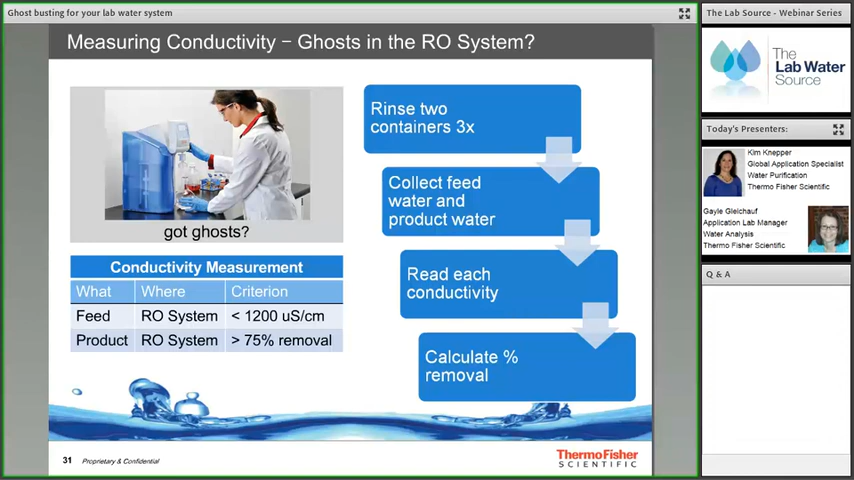 Ghost busting for your lab water system
Measuring Conductivity − Ghosts in the RO System?
got ghosts?
Conductivity Measurement
What Where Criterion
Feed RO System < 1200 uS/cm
Product RO System > 75% removal
Rinse two
containers 3x
Collect feed
water and
product water
Read each
conductivity
Calculate %
removal
31 Proprietary & Confidential
ThermoFisher
SCIENTIFIC
The Lab Source - Webinar Series
The
Lab Water
Source
Today's Presenters:
Kim Knepper
Global Application Specialist
Water Purification
Thermo Fisher Scientific
Gayle Gleichauf
Application Lab Manager
Water Analysis
Thermo Fisher Scientific
Q & A